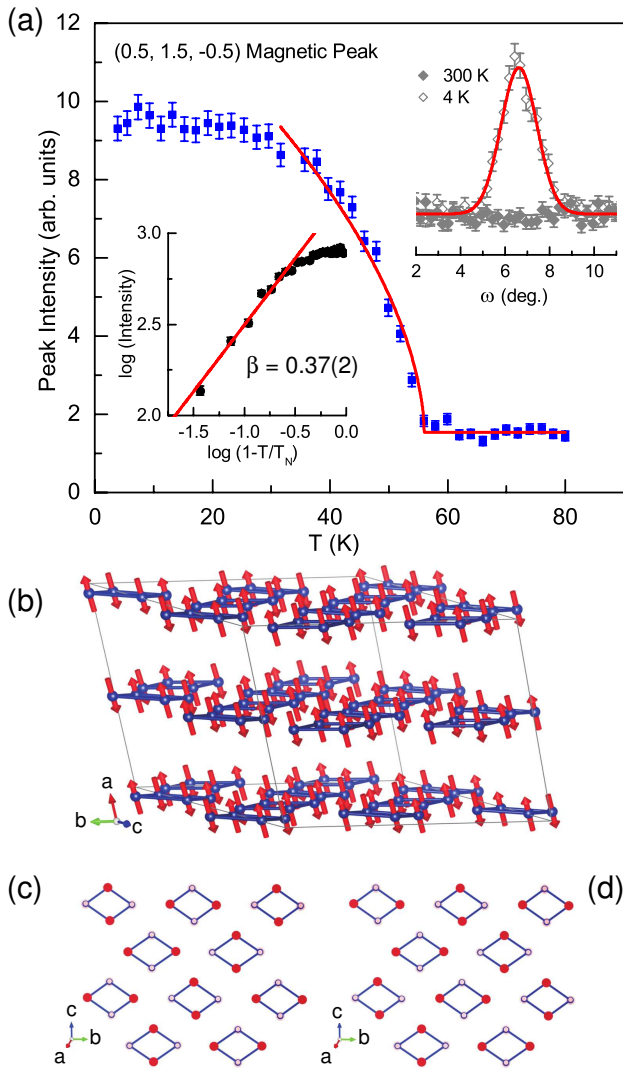 (a)
(0.5, 1.5, -0.5) Magnetic Peak
Peak Intensity (arb. units)
12
10
8
6
4
2
0
0 20 40 60 80
T (K)
300 K
4 K
2 4 6 8 10
ω (deg.)
log (Intensity)
3.0
2.5
2.0
β = 0.37(2)
-1.5 -1.0 -0.5 0.0
log (1-T/T_N)
(b)
a
b
c
(c)
(d)
c
b
a
c
b
a